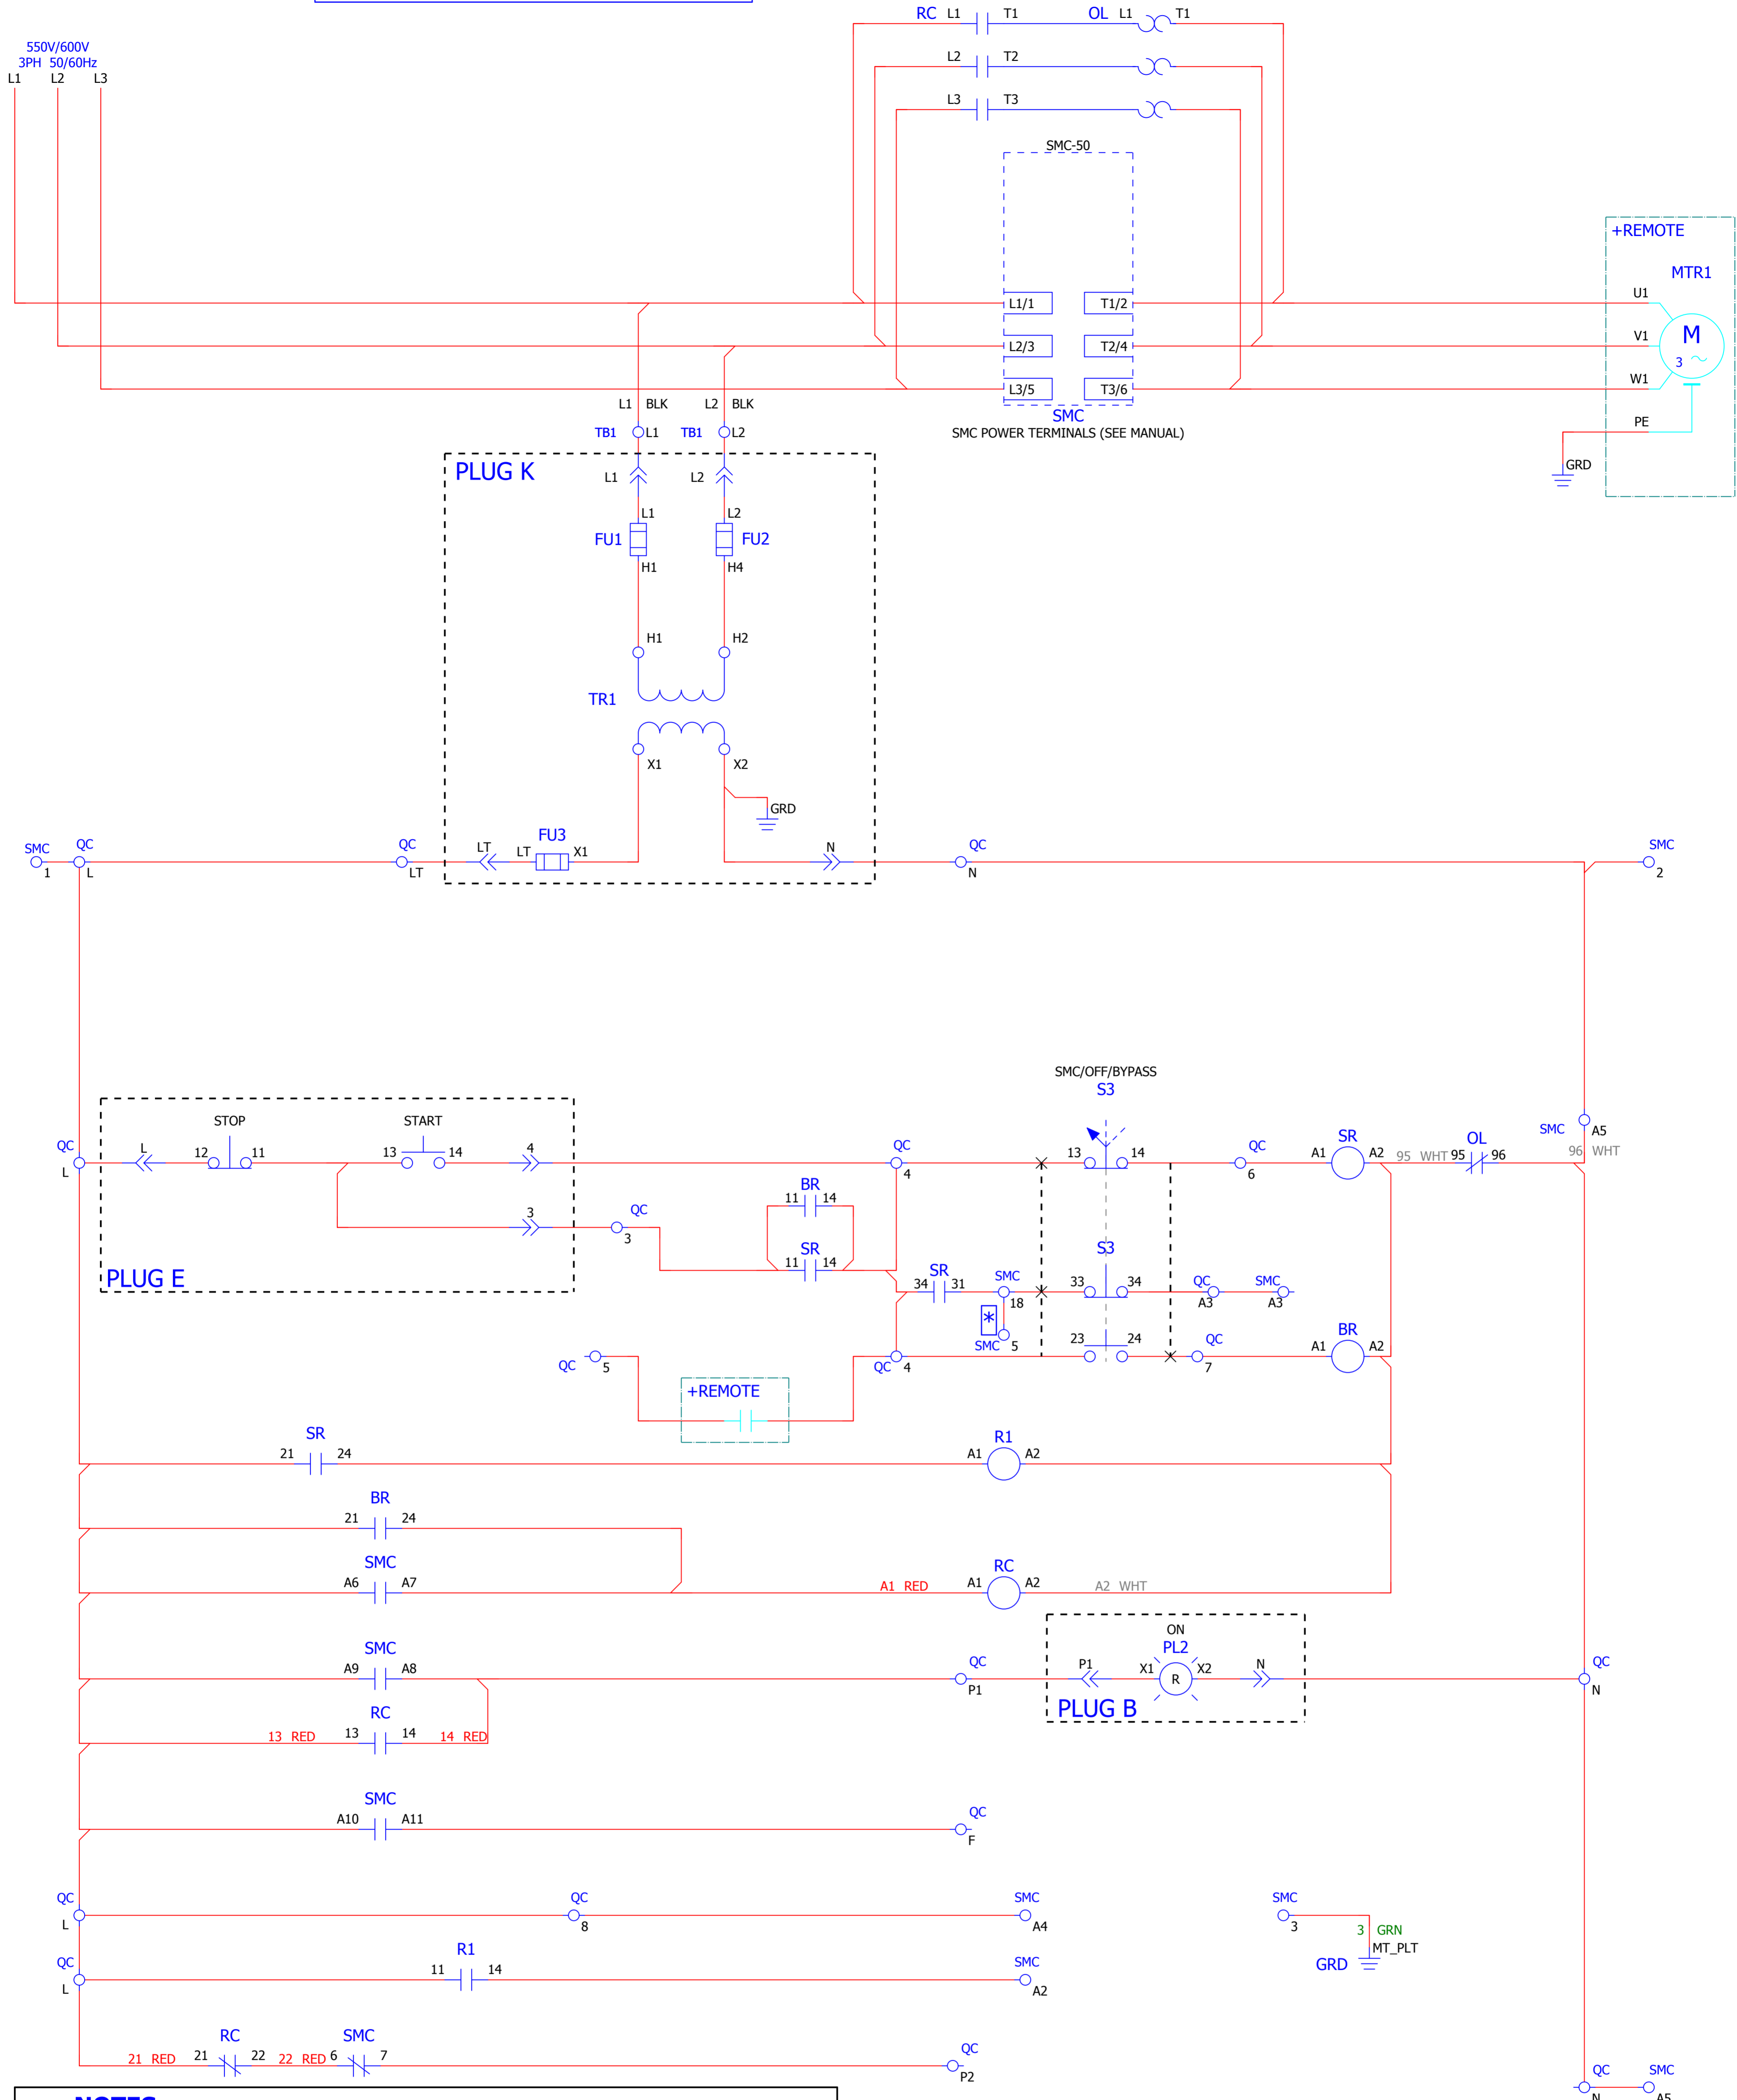 RC L1 T1 OL L1 T1
550V/600V
3PH 50/60Hz
L1 L2 L3
L2 T2
L3 T3
SMC-50
+REMOTE
MTR1
L1/1 T1/2 U1
L2/3 T2/4 V1
M
3
L3/5 T3/6 W1
L1 BLK L2 BLK
SMC
SMC POWER TERMINALS (SEE MANUAL)
PE
TB1 L1 TB1 L2
GRD
PLUG K
L1 L2
L1 L2
FU1 FU2
H1 H4
H1 H2
TR1
X1 X2
GRD
SMC QC QC LT LT FU3 X1 N QC SMC
1 L LT N 2
SMC/OFF/BYPASS
S3
STOP START
SMC A5
QC L 12 11 13 14 4 QC 13 14 QC SR OL
L 4 6 A1 A2 95 WHT 95 96 96 WHT
BR
11 14
3 QC
3
SR
11 14
S3
PLUG E
SR
34 31 SMC 33 34 QC SMC
18 A3 A3
*
SMC 5
23 24 QC BR
A1 A2
QC 5 QC 4 7
+REMOTE
SR R1
21 24 A1 A2
BR
21 24
SMC RC
A6 A7 A1 RED A1 A2 A2 WHT
ON
SMC PL2
A9 A8 QC P1 X1 R X2 N QC
P1 N
PLUG B
RC
13 RED 13 14 14 RED
SMC
A10 A11 QC
F
QC QC SMC SMC
L 8 A4 3
3 GRN
MT_PLT
GRD
QC R1 SMC
L 11 14 A2
RC SMC
21 RED 21 22 22 RED 6 7 QC
P2
QC SMC
N A5
NOTES